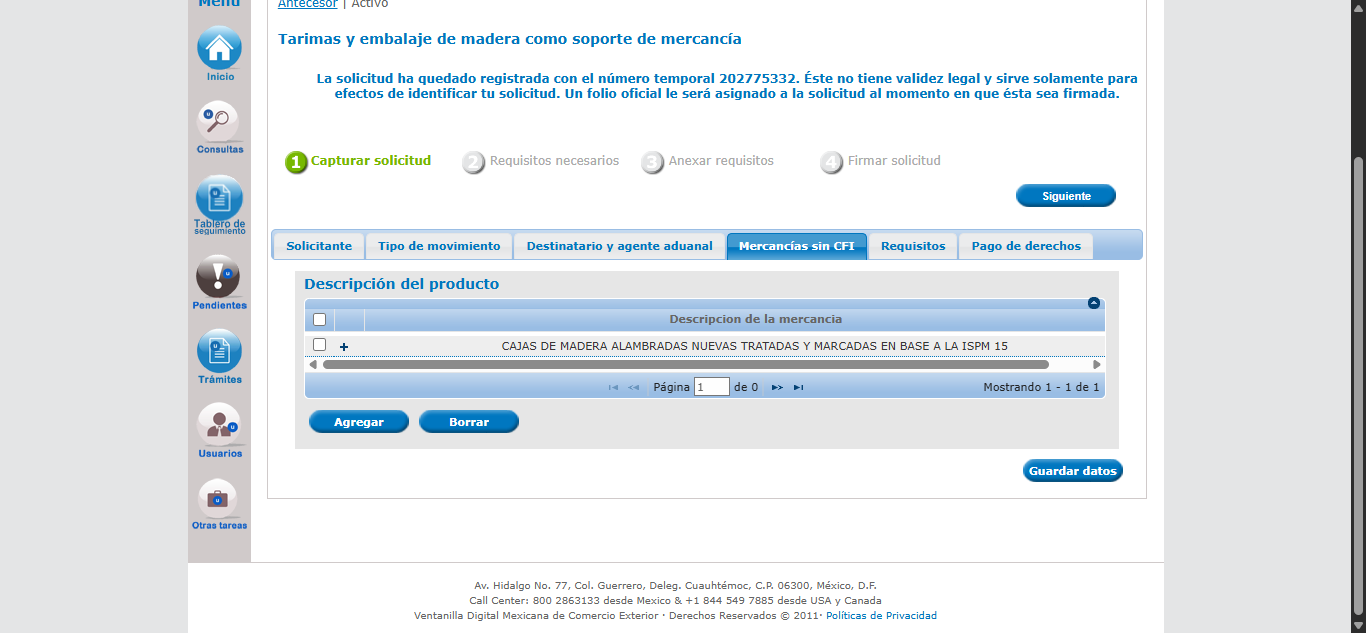 Menú
Antecesor | Activo
Inicio
Tarimas y embalaje de madera como soporte de mercancía
La solicitud ha quedado registrada con el número temporal 202775332. Éste no tiene validez legal y sirve solamente para
efectos de identificar tu solicitud. Un folio oficial le será asignado a la solicitud al momento en que ésta sea firmada.
Consultas
1 Capturar solicitud 2 Requisitos necesarios 3 Anexar requisitos 4 Firmar solicitud
Siguiente
Tablero de
seguimiento
Solicitante Tipo de movimiento Destinatario y agente aduanal Mercancías sin CFI Requisitos Pago de derechos
Descripción del producto
Pendientes
Descripcion de la mercancia
+ CAJAS DE MADERA ALAMBRADAS NUEVAS TRATADAS Y MARCADAS EN BASE A LA ISPM 15
Trámites
Página 1 de 0 Mostrando 1 - 1 de 1
Agregar Borrar
Usuarios
Guardar datos
Otras tareas
Av. Hidalgo No. 77, Col. Guerrero, Deleg. Cuauhtémoc, C.P. 06300, México, D.F.
Call Center: 800 2863133 desde Mexico & +1 844 549 7885 desde USA y Canada
Ventanilla Digital Mexicana de Comercio Exterior · Derechos Reservados © 2011· Políticas de Privacidad